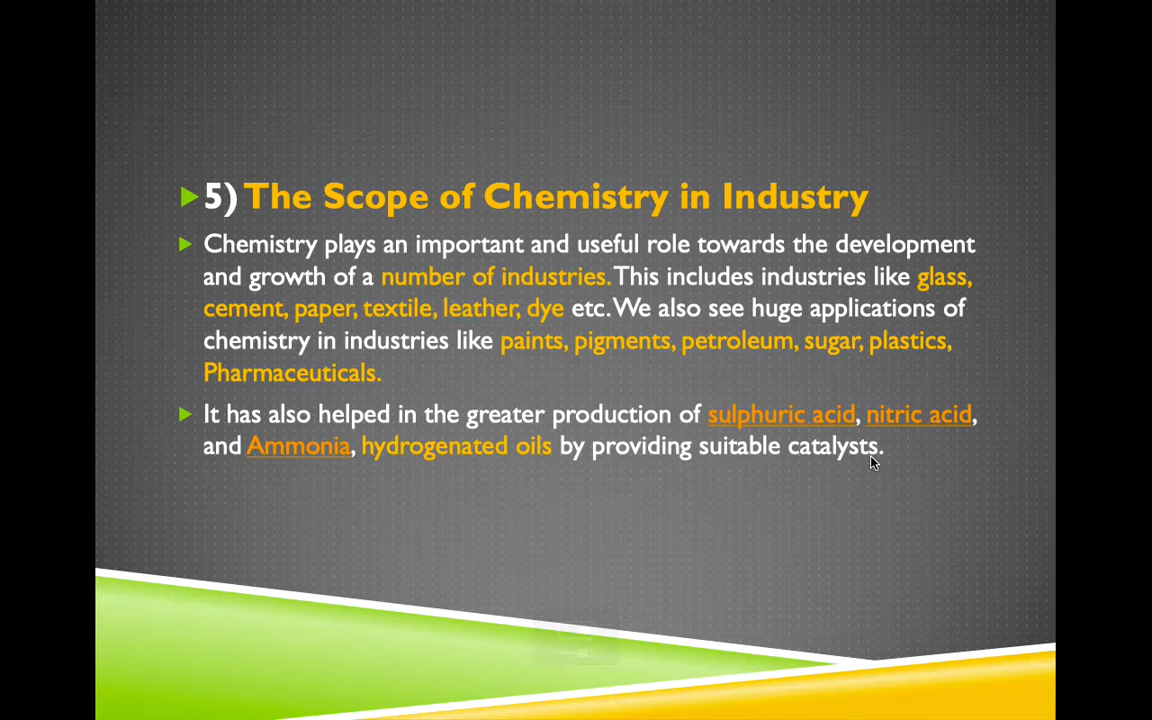 5) The Scope of Chemistry in Industry
Chemistry plays an important and useful role towards the development
and growth of a number of industries. This includes industries like glass,
cement, paper, textile, leather, dye etc. We also see huge applications of
chemistry in industries like paints, pigments, petroleum, sugar, plastics,
Pharmaceuticals.
It has also helped in the greater production of sulphuric acid, nitric acid,
and Ammonia, hydrogenated oils by providing suitable catalysts.